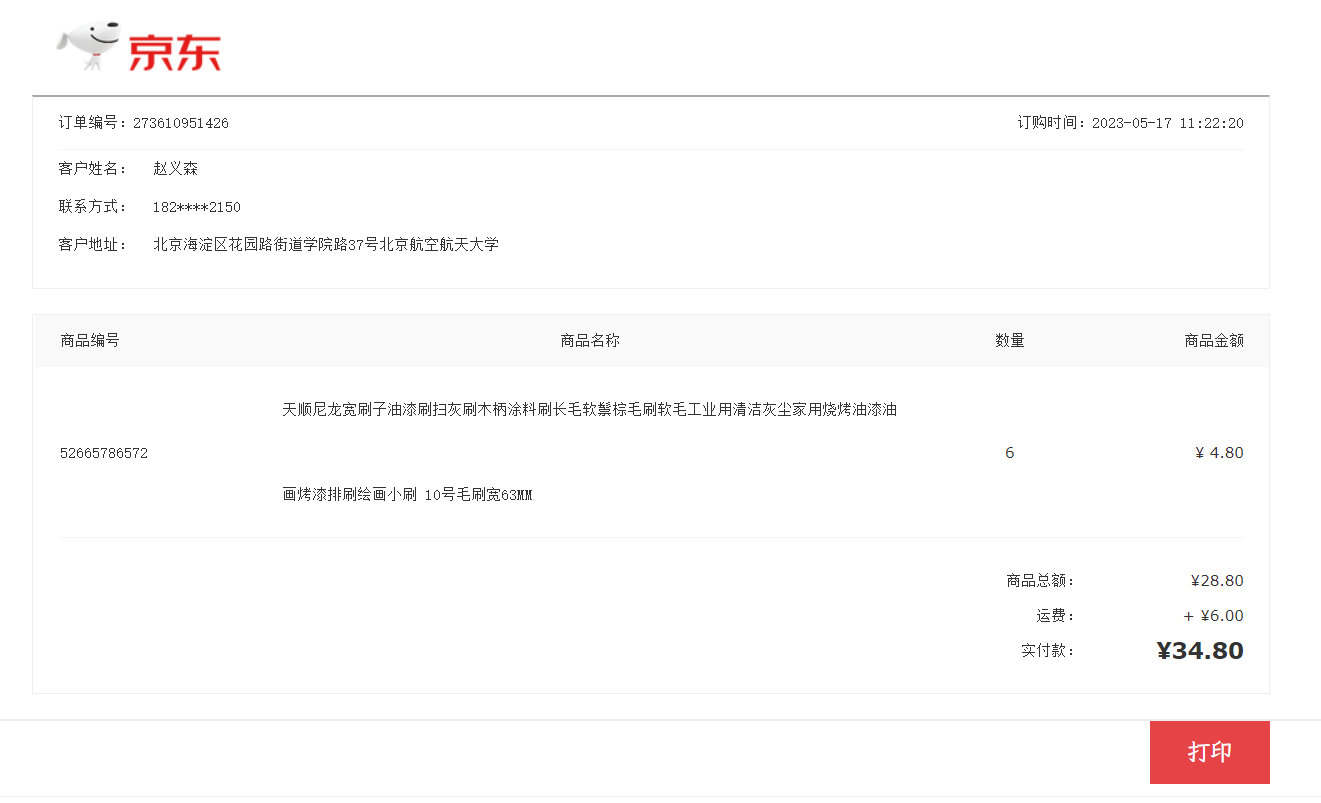 京东
订单编号：273610951426 订购时间：2023-05-17 11:22:20
客户姓名： 赵义森
联系方式： 182****2150
客户地址： 北京海淀区花园路街道学院路37号北京航空航天大学
商品编号 商品名称 数量 商品金额
天顺尼龙宽刷子油漆刷扫灰刷木柄涂料刷长毛软鬃棕毛刷软毛工业用清洁灰尘家用烧烤油漆油
52665786572 6 ¥ 4.80
画烤漆排刷绘画小刷 10号毛刷宽63MM
商品总额： ¥28.80
运费： + ¥6.00
实付款： ¥34.80
打印